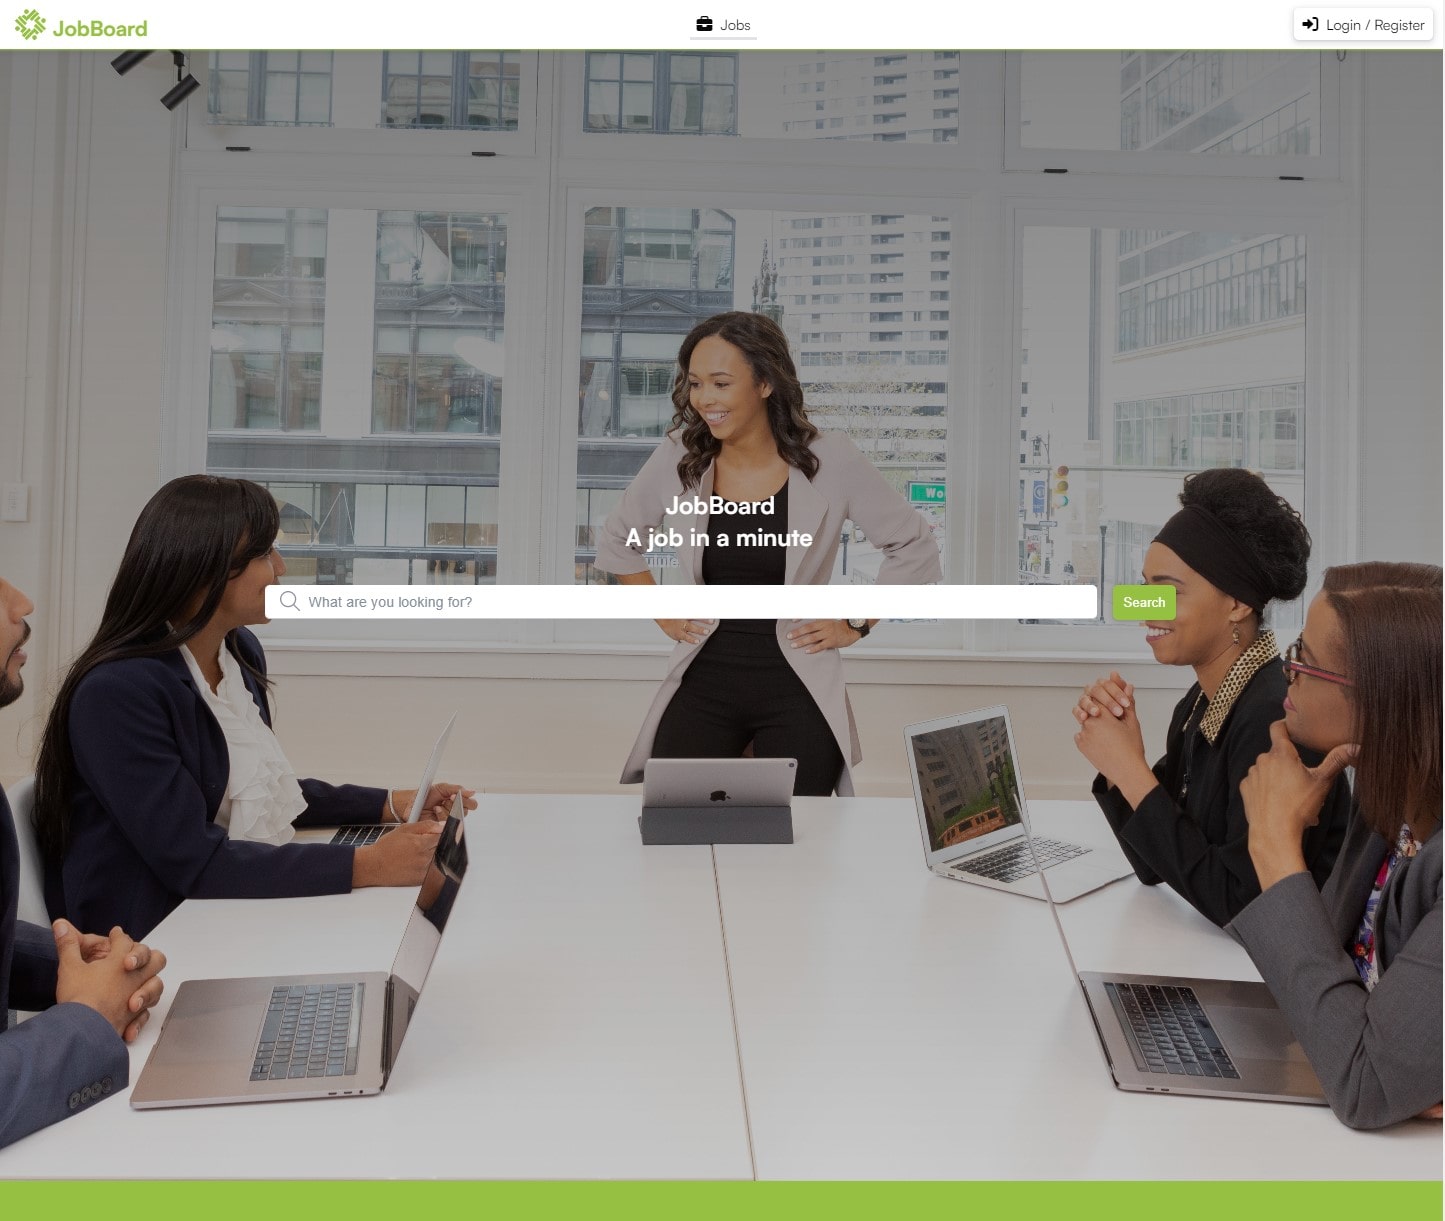 JobBoard
Jobs
Login / Register
JobBoard
A job in a minute
What are you looking for?
Search